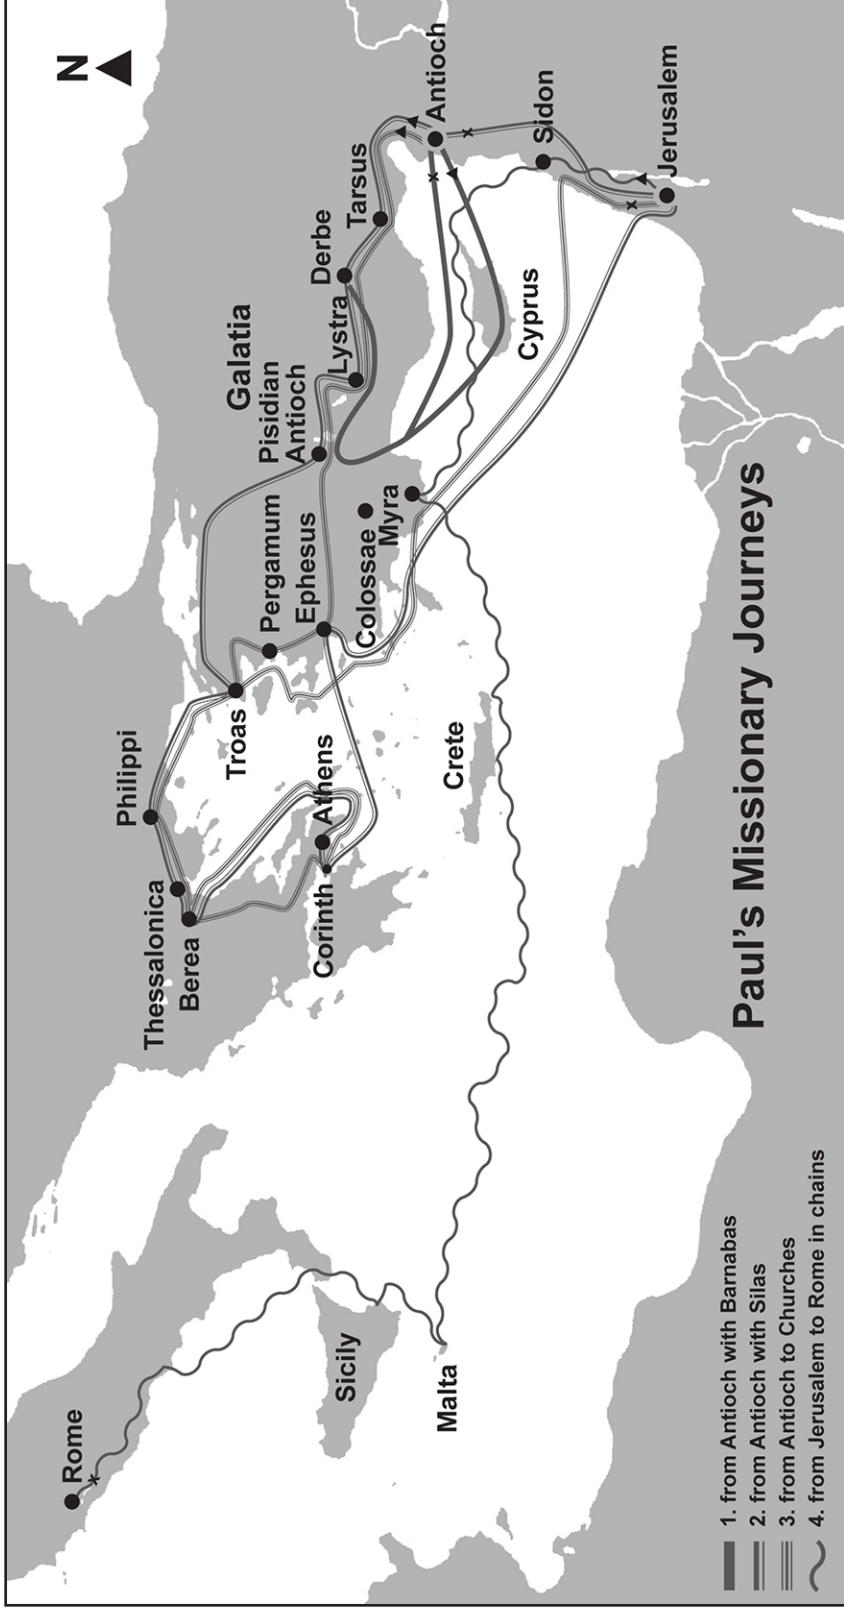 N
Rome
Sicily
Malta
Thessalonica
Berea
Philippi
Corinth
Athens
Troas
Pergamum
Ephesus
Colossae
Myra
Crete
Galatia
Pisidian
Antioch
Lystra
Derbe
Tarsus
Antioch
Cyprus
Sidon
Jerusalem
Paul's Missionary Journeys
1. from Antioch with Barnabas
2. from Antioch with Silas
3. from Antioch to Churches
4. from Jerusalem to Rome in chains